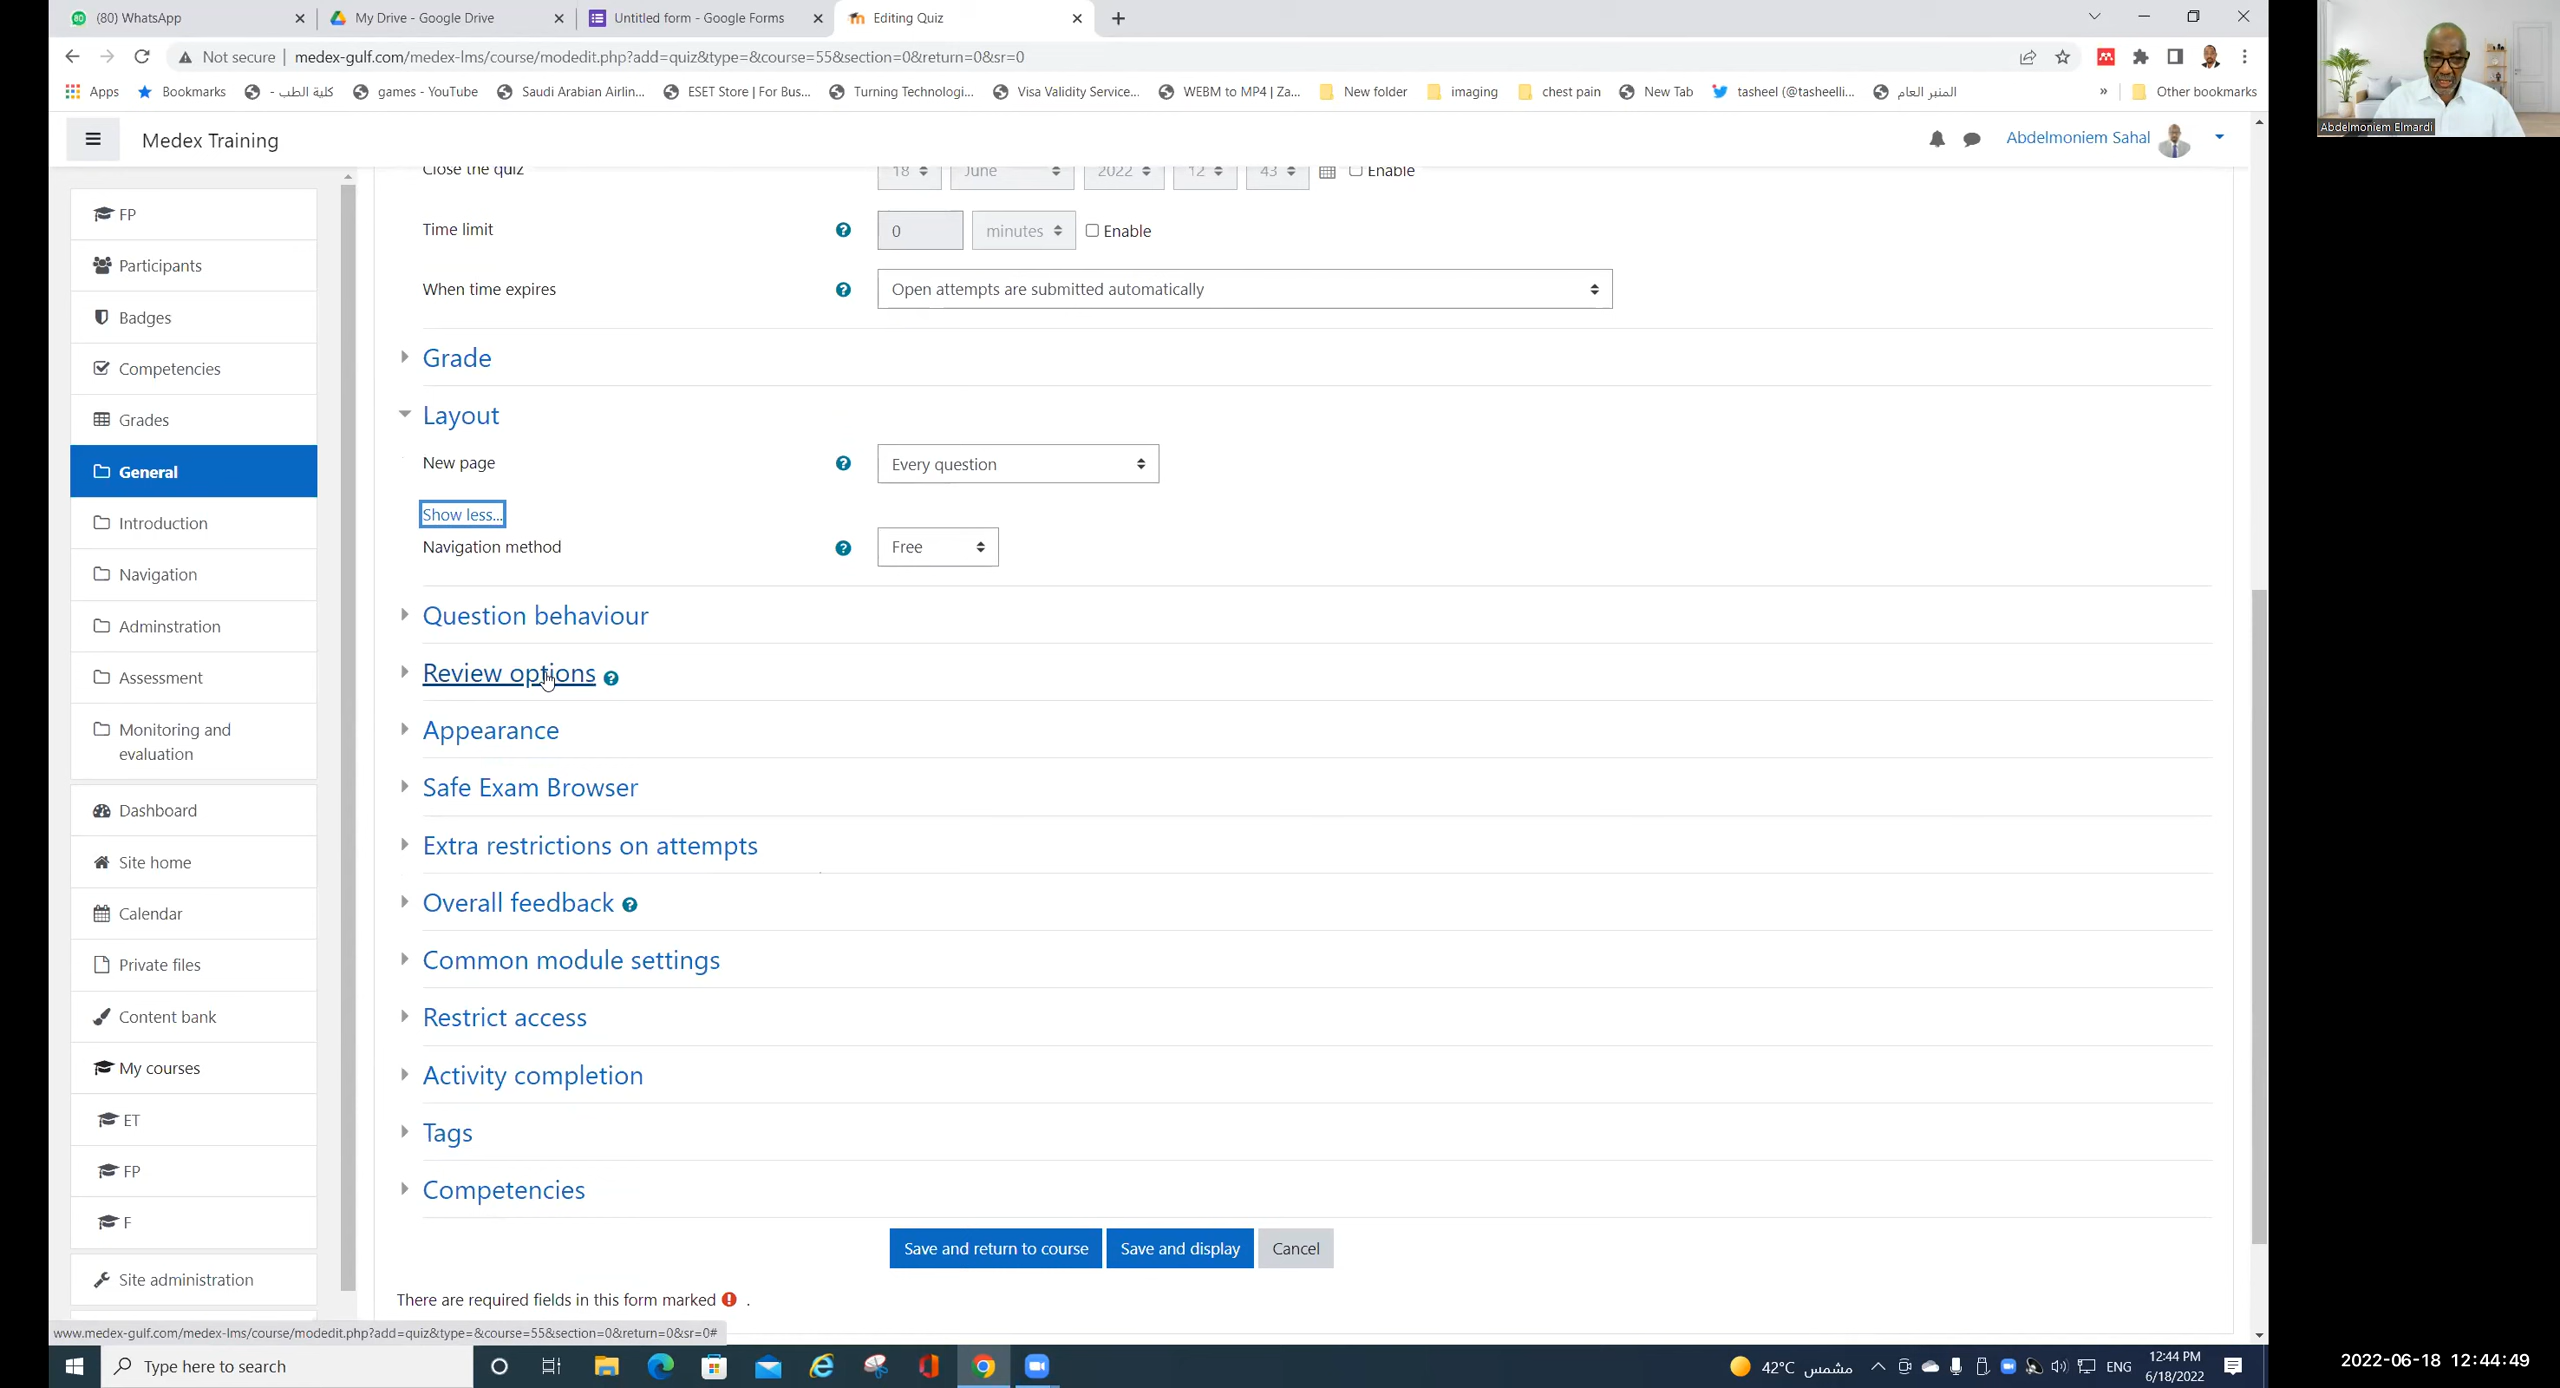 (80) WhatsApp
My Drive - Google Drive
Untitled form - Google Forms
Editing Quiz
Not secure | medex-gulf.com/medex-lms/course/modedit.php?add=quiz&type=&course=55&section=0&return=0&sr=0
Apps
Bookmarks
كلية الطب -
games - YouTube
Saudi Arabian Airlin...
ESET Store | For Bus...
Turning Technologi...
Visa Validity Service...
WEBM to MP4 | Za...
New folder
imaging
chest pain
New Tab
tasheel (@tasheelli...
المنبر العام
»
Other bookmarks
Abdelmoniem Elmardi
Medex Training
Abdelmoniem Sahal
FP
Participants
Badges
Competencies
Grades
General
Introduction
Navigation
Adminstration
Assessment
Monitoring and
evaluation
Dashboard
Site home
Calendar
Private files
Content bank
My courses
ET
FP
F
Site administration
Close the quiz
18 June 2022 12 43 Enable
Time limit
0 minutes Enable
When time expires
Open attempts are submitted automatically
Grade
Layout
New page
Every question
Show less...
Navigation method
Free
Question behaviour
Review options
Appearance
Safe Exam Browser
Extra restrictions on attempts
Overall feedback
Common module settings
Restrict access
Activity completion
Tags
Competencies
Save and return to course
Save and display
Cancel
There are required fields in this form marked .
www.medex-gulf.com/medex-lms/course/modedit.php?add=quiz&type=&course=55&section=0&return=0&sr=0#
Type here to search
42°C مشمس
ENG
12:44 PM
6/18/2022
2022-06-18 12:44:49